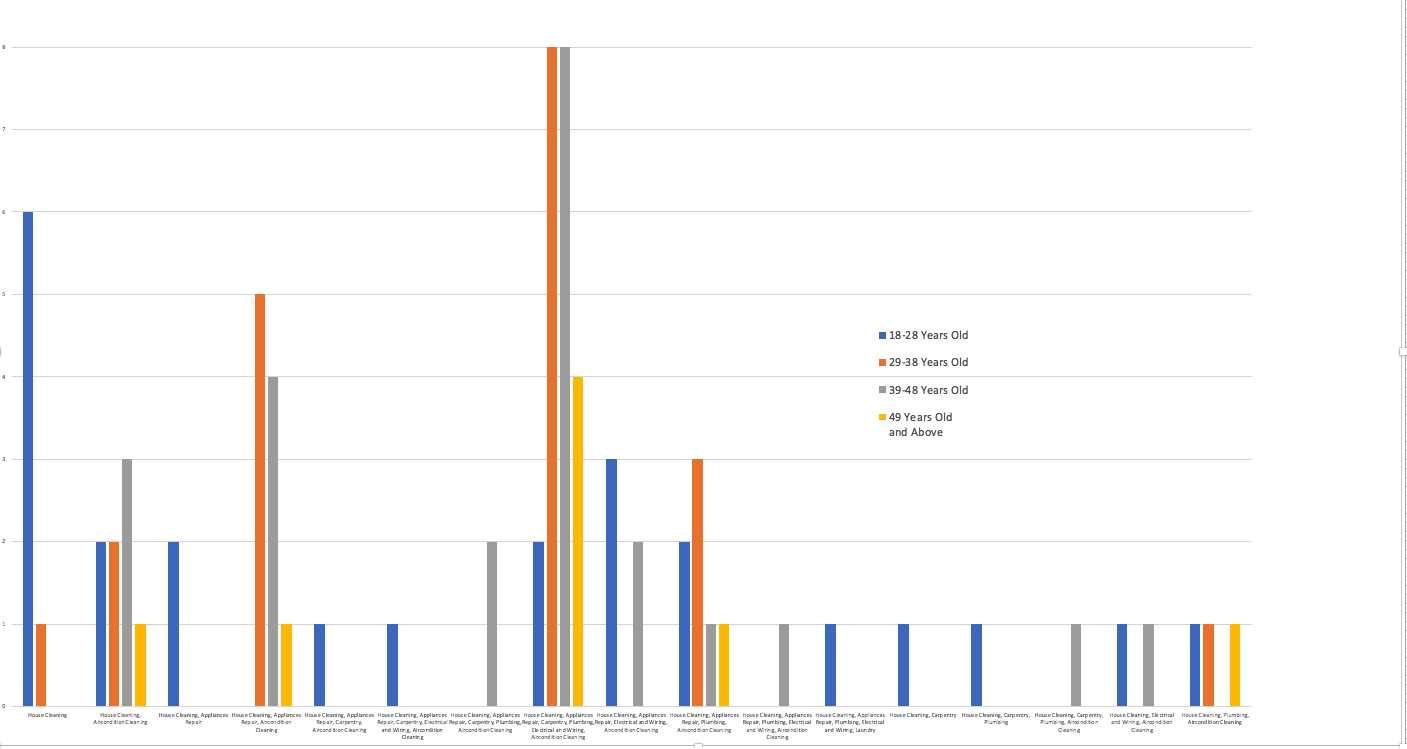 8
7
6
5
4
3
2
1
0
18-28 Years Old
29-38 Years Old
39-48 Years Old
49 Years Old
and Above
House Cleaning
House Cleaning,
Aircondition Cleaning
House Cleaning, Appliances
Repair
House Cleaning, Appliances
Repair, Aircondition
Cleaning
House Cleaning, Appliances
Repair, Carpentry,
Aircondition Cleaning
House Cleaning, Appliances
Repair, Carpentry, Electrical
and Wiring, Aircondition
Cleaning
House Cleaning, Appliances
Repair, Carpentry, Plumbing,
Aircondition Cleaning
House Cleaning, Appliances
Repair, Carpentry, Plumbing,
Electrical and Wiring,
Aircondition Cleaning
House Cleaning, Appliances
Repair, Electrical and Wiring,
Aircondition Cleaning
House Cleaning, Appliances
Repair, Plumbing,
Aircondition Cleaning
House Cleaning, Appliances
Repair, Plumbing, Electrical
and Wiring, Aircondition
Cleaning
House Cleaning, Appliances
Repair, Plumbing, Electrical
and Wiring, Laundry
House Cleaning, Carpentry
House Cleaning, Carpentry,
Plumbing
House Cleaning, Carpentry,
Plumbing, Aircondition
Cleaning
House Cleaning, Electrical
and Wiring, Aircondition
Cleaning
House Cleaning, Plumbing,
Aircondition Cleaning